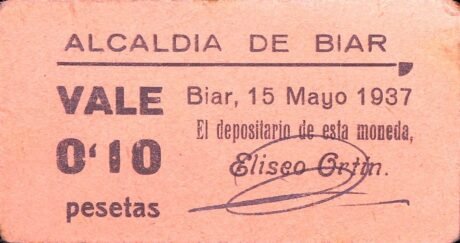 ALCALDIA DE BIAR
VALE
0'10
pesetas
Biar, 15 Mayo 1937
El depositario de esta moneda,
Eliseo Ortín.